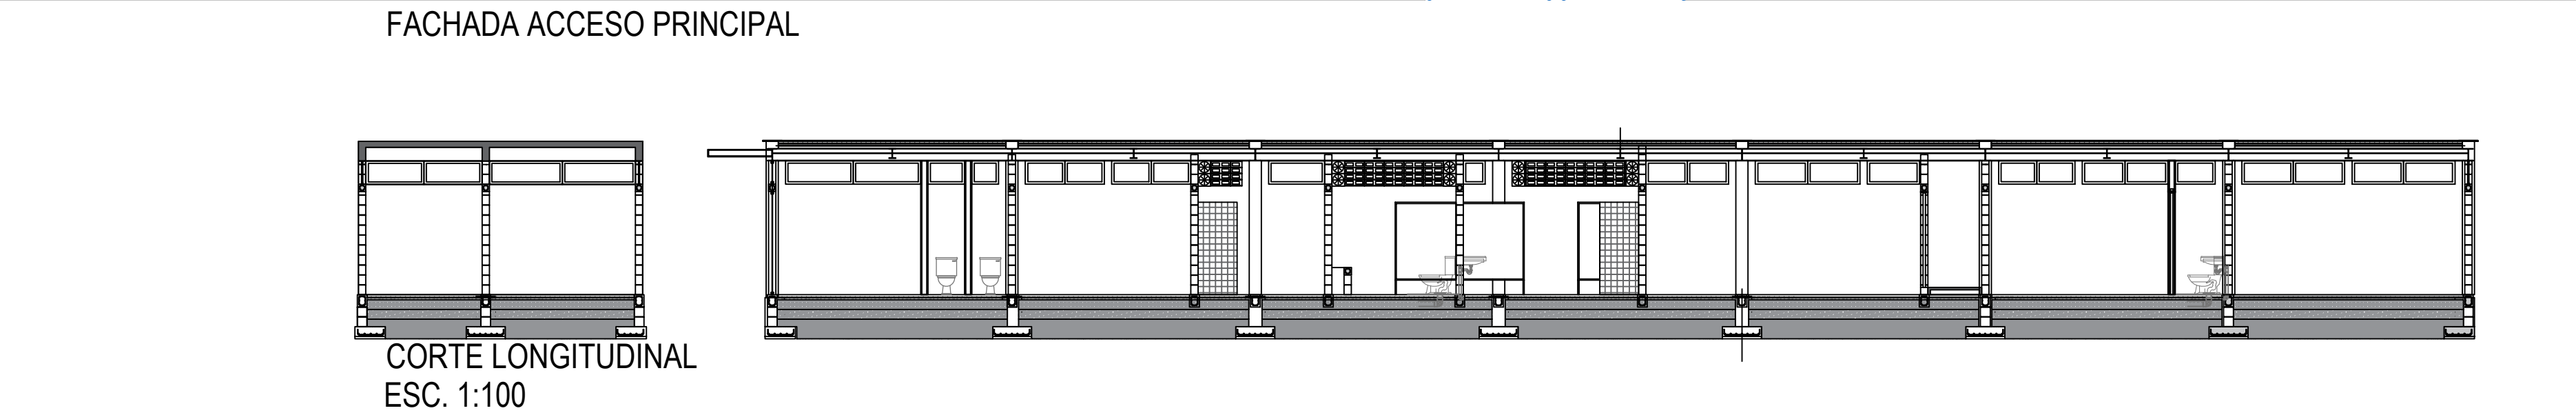 FACHADA ACCESO PRINCIPAL
CORTE LONGITUDINAL
ESC. 1:100